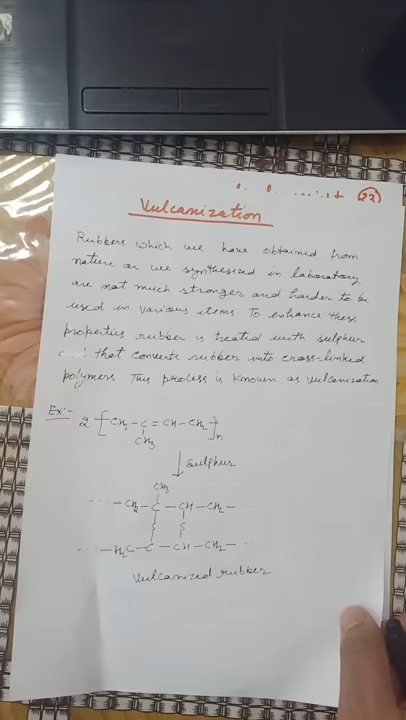 23
Vulcanization
Rubbers which we have obtained from
nature or we synthesized in laboratory
are not much stronger and harder to be
used in various items. To enhance these
properties rubber is heated with sulphur
that converts rubber into cross-linked
polymers. This process is known as vulcanization
Ex:-
2 [CH₂-C=CH-CH₂]n
CH₃
↓ sulphur
CH₃
---CH₂-C-CH-CH₂---
S S
---H₂C-C-CH-CH₂---
Vulcanized rubber